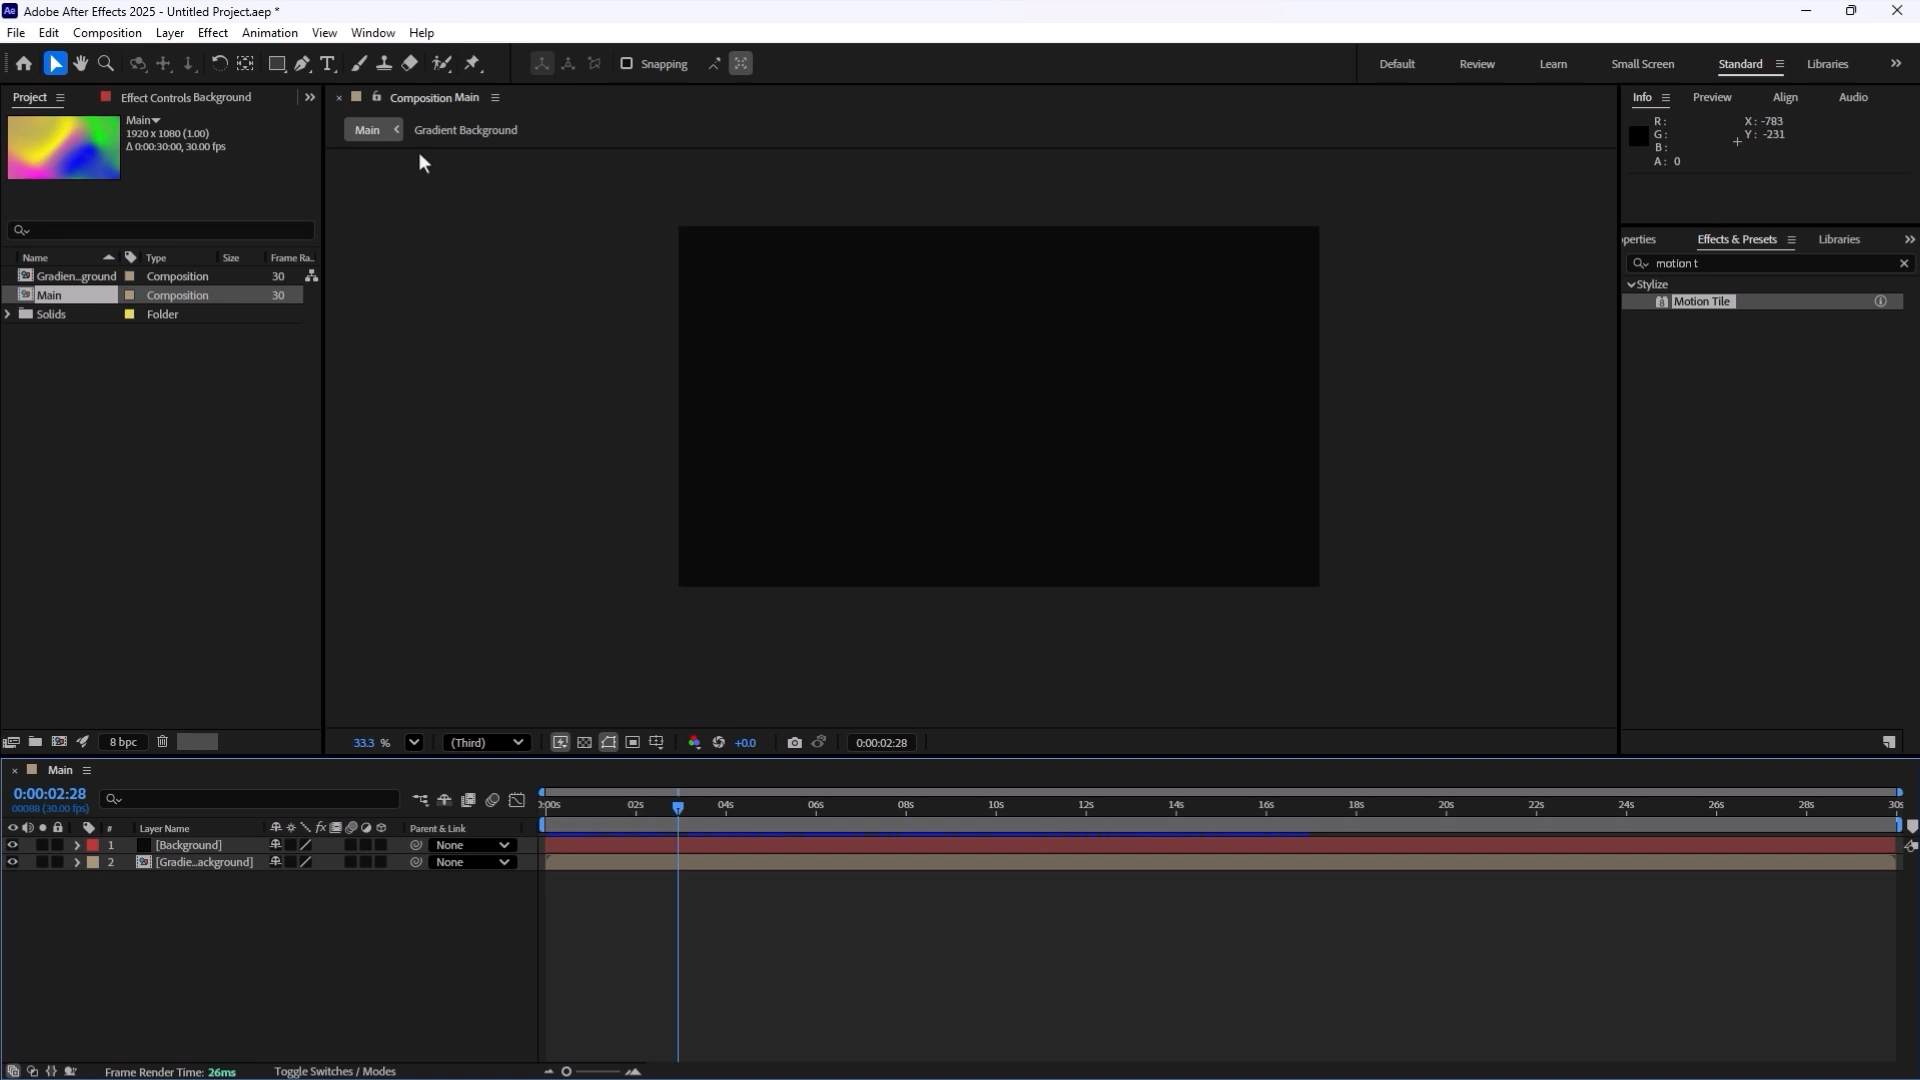 Adobe After Effects 2025 - Untitled Project.aep *
File Edit Composition Layer Effect Animation View Window Help
Snapping
Default Review Learn Small Screen Standard Libraries
Project Effect Controls Background
Composition Main
Info Preview Align Audio
Main
1920 x 1080 (1.00)
Δ 0:00:30:00, 30.00 fps
Main Gradient Background
R:
G:
B:
A: 0
X: -783
Y: -231
Name Type Size Frame Ra..
Gradien...ground Composition 30
Main Composition 30
Solids Folder
perties Effects & Presets Libraries
motion t
Stylize
Motion Tile
8 bpc
33.3 % (Third) +0.0 0:00:02:28
Main
0:00:02:28
00088 (30.00 fps)
:00s 02s 04s 06s 08s 10s 12s 14s 16s 18s 20s 22s 24s 26s 28s 30s
# Layer Name fx Parent & Link
1 [Background] None
2 [Gradie...ackground] None
Frame Render Time: 26ms Toggle Switches / Modes